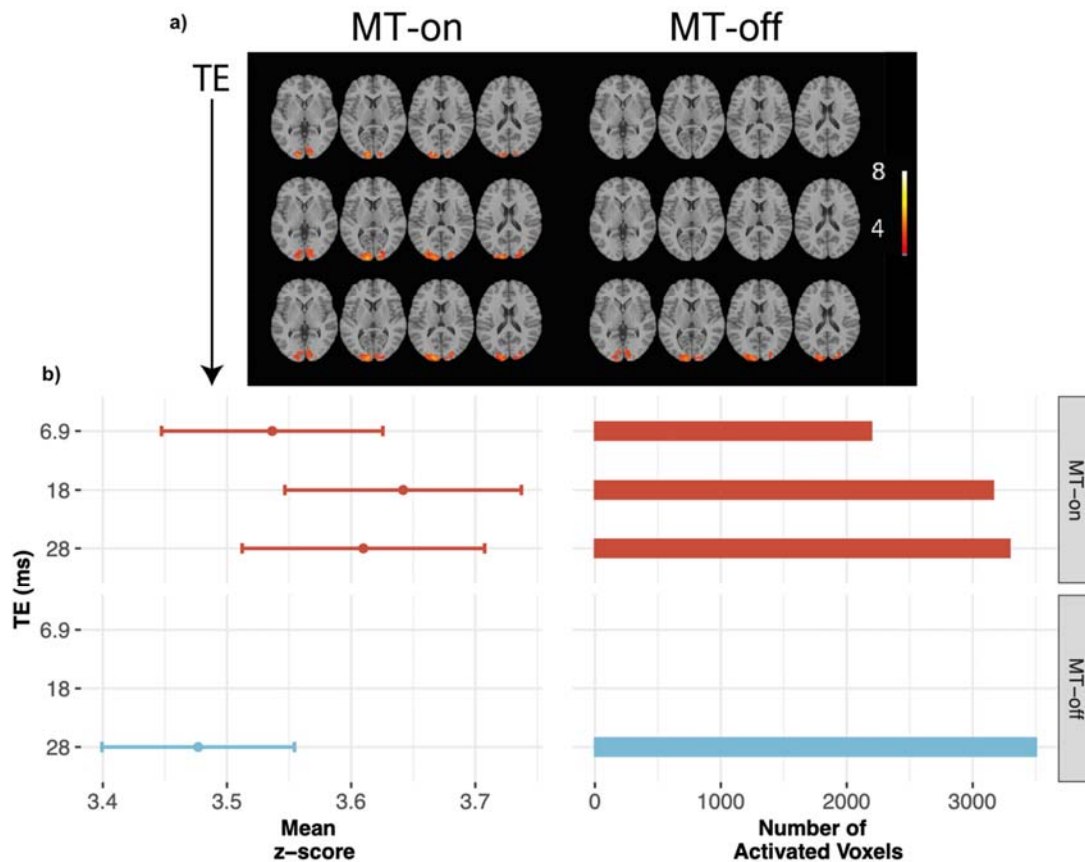 a)
MT-on
MT-off
TE
8
4
b)
6.9
18
28
MT-on
TE (ms)
6.9
18
28
MT-off
3.4 3.5 3.6 3.7
0 1000 2000 3000
Mean
z-score
Number of
Activated Voxels